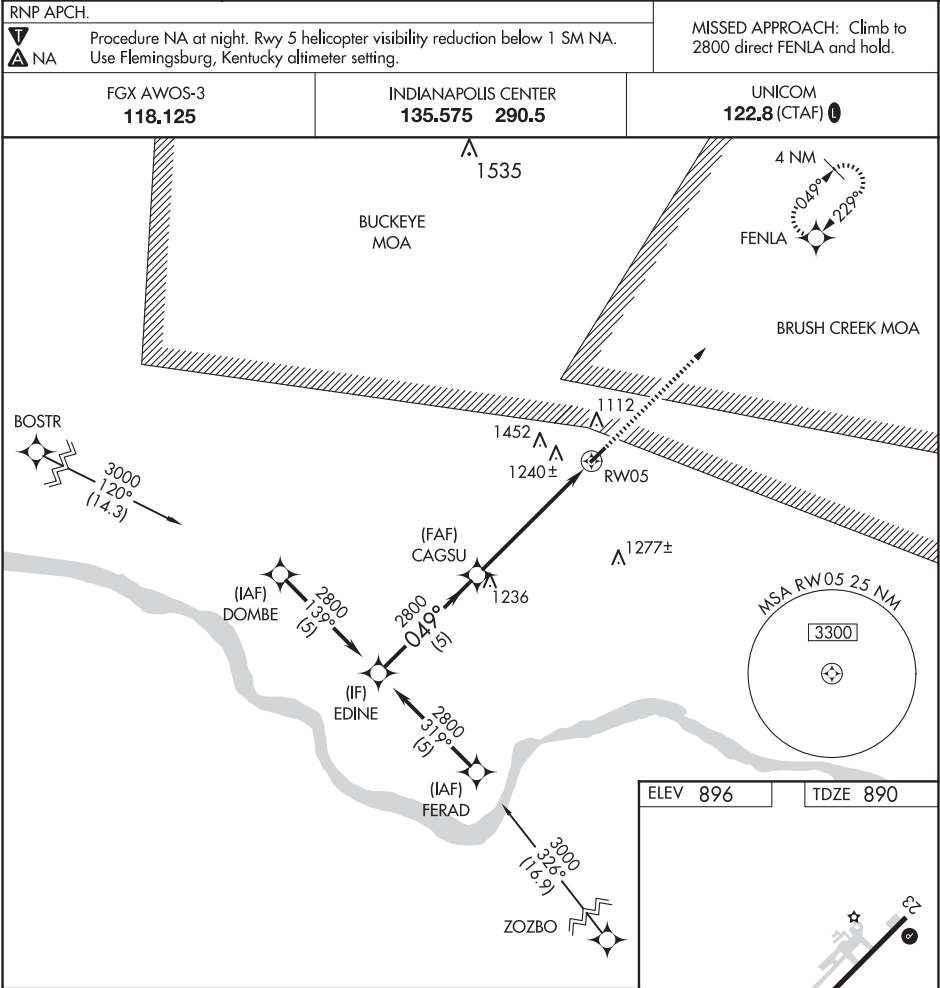 RNP APCH.
T
A NA
Procedure NA at night. Rwy 5 helicopter visibility reduction below 1 SM NA.
Use Flemingsburg, Kentucky altimeter setting.
MISSED APPROACH: Climb to
2800 direct FENLA and hold.
FGX AWOS-3
118.125
INDIANAPOLIS CENTER
135.575 290.5
UNICOM
122.8 (CTAF) L
1535
BUCKEYE
MOA
4 NM
049°
229°
FENLA
BRUSH CREEK MOA
BOSTR
3000
120°
(14.3)
1112
1452
1240±
RW05
(FAF)
CAGSU
1236
1277±
(IAF)
DOMBE
2800
139°
(5)
2800
049°
(5)
MSA RW05 25 NM
3300
(IF)
EDINE
2800
319°
(5)
(IAF)
FERAD
3000
326°
(16.9)
ZOZBO
ELEV 896
TDZE 890
23
P